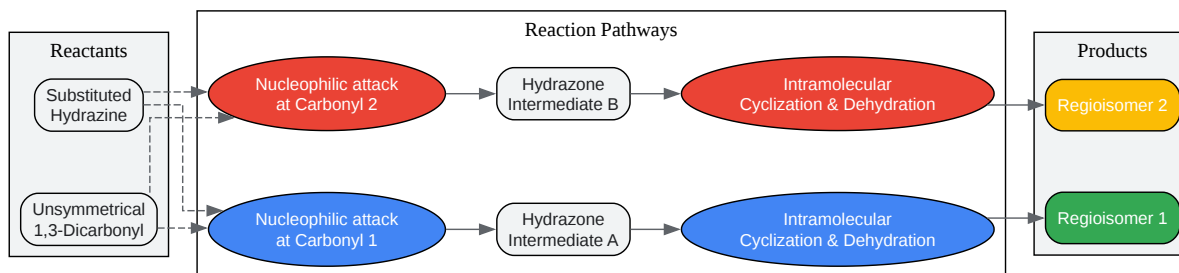 Reactants
Substituted
Hydrazine
Unsymmetrical
1,3-Dicarbonyl
Reaction Pathways
Nucleophilic attack
at Carbonyl 2
Hydrazone
Intermediate B
Intramolecular
Cyclization & Dehydration
Nucleophilic attack
at Carbonyl 1
Hydrazone
Intermediate A
Intramolecular
Cyclization & Dehydration
Products
Regioisomer 2
Regioisomer 1